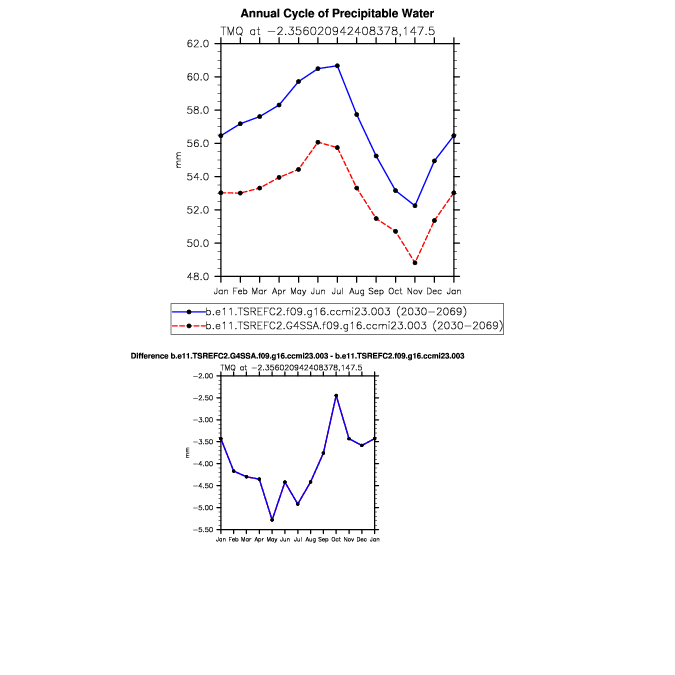 Annual Cycle of Precipitable Water
TMQ at −2.356020942408378,147.5
62.0
60.0
58.0
56.0
54.0
52.0
50.0
48.0
mm
Jan Feb Mar Apr May Jun Jul Aug Sep Oct Nov Dec Jan
b.e11.TSREFC2.f09.g16.ccmi23.003 (2030−2069)
b.e11.TSREFC2.G4SSA.f09.g16.ccmi23.003 (2030−2069)
Difference b.e11.TSREFC2.G4SSA.f09.g16.ccmi23.003 - b.e11.TSREFC2.f09.g16.ccmi23.003
TMQ at −2.356020942408378,147.5
−2.00
−2.50
−3.00
−3.50
−4.00
−4.50
−5.00
−5.50
mm
Jan Feb Mar Apr May Jun Jul Aug Sep Oct Nov Dec Jan